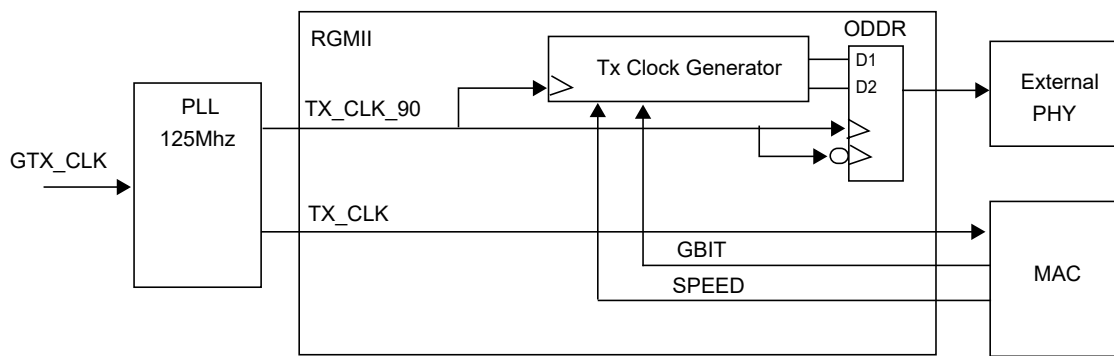 RGMII
ODDR
Tx Clock Generator
D1
D2
External
PHY
PLL
125Mhz
TX_CLK_90
GTX_CLK
TX_CLK
GBIT
SPEED
MAC